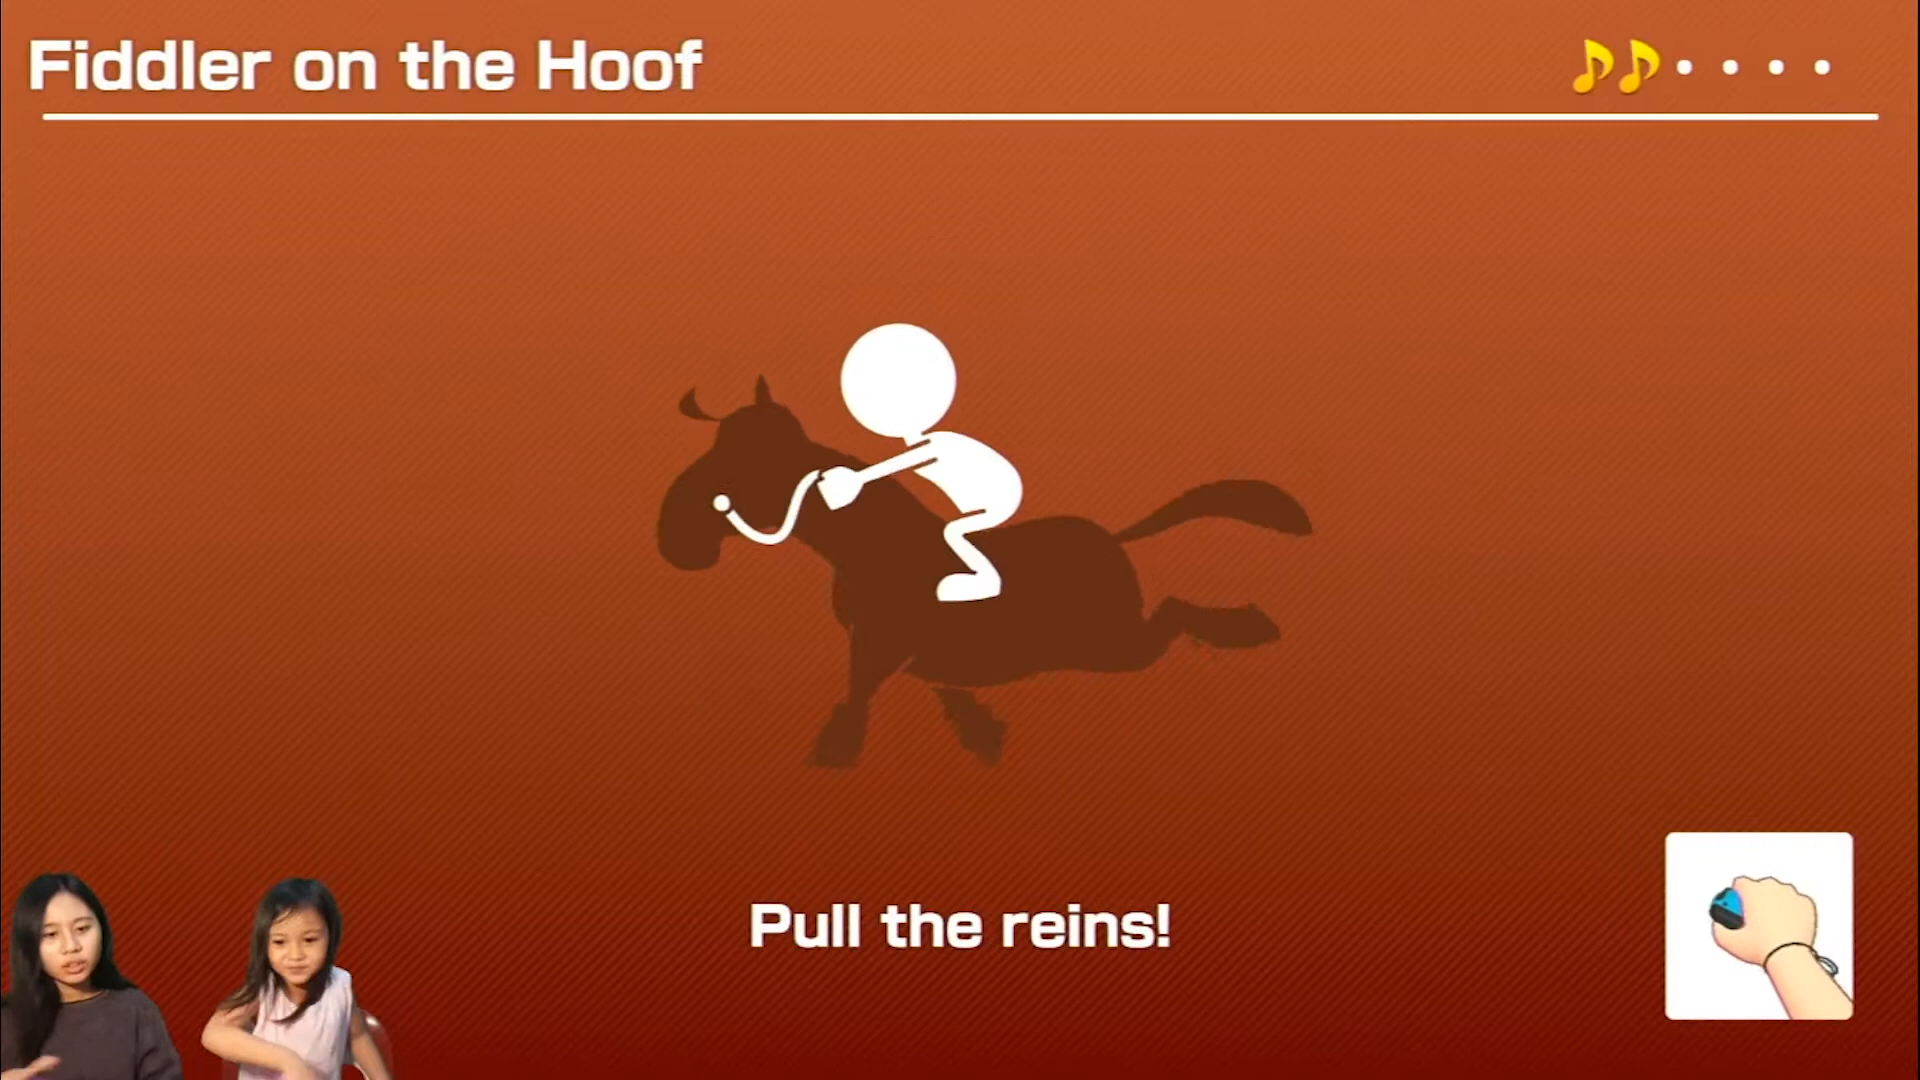 Fiddler on the Hoof
Pull the reins!